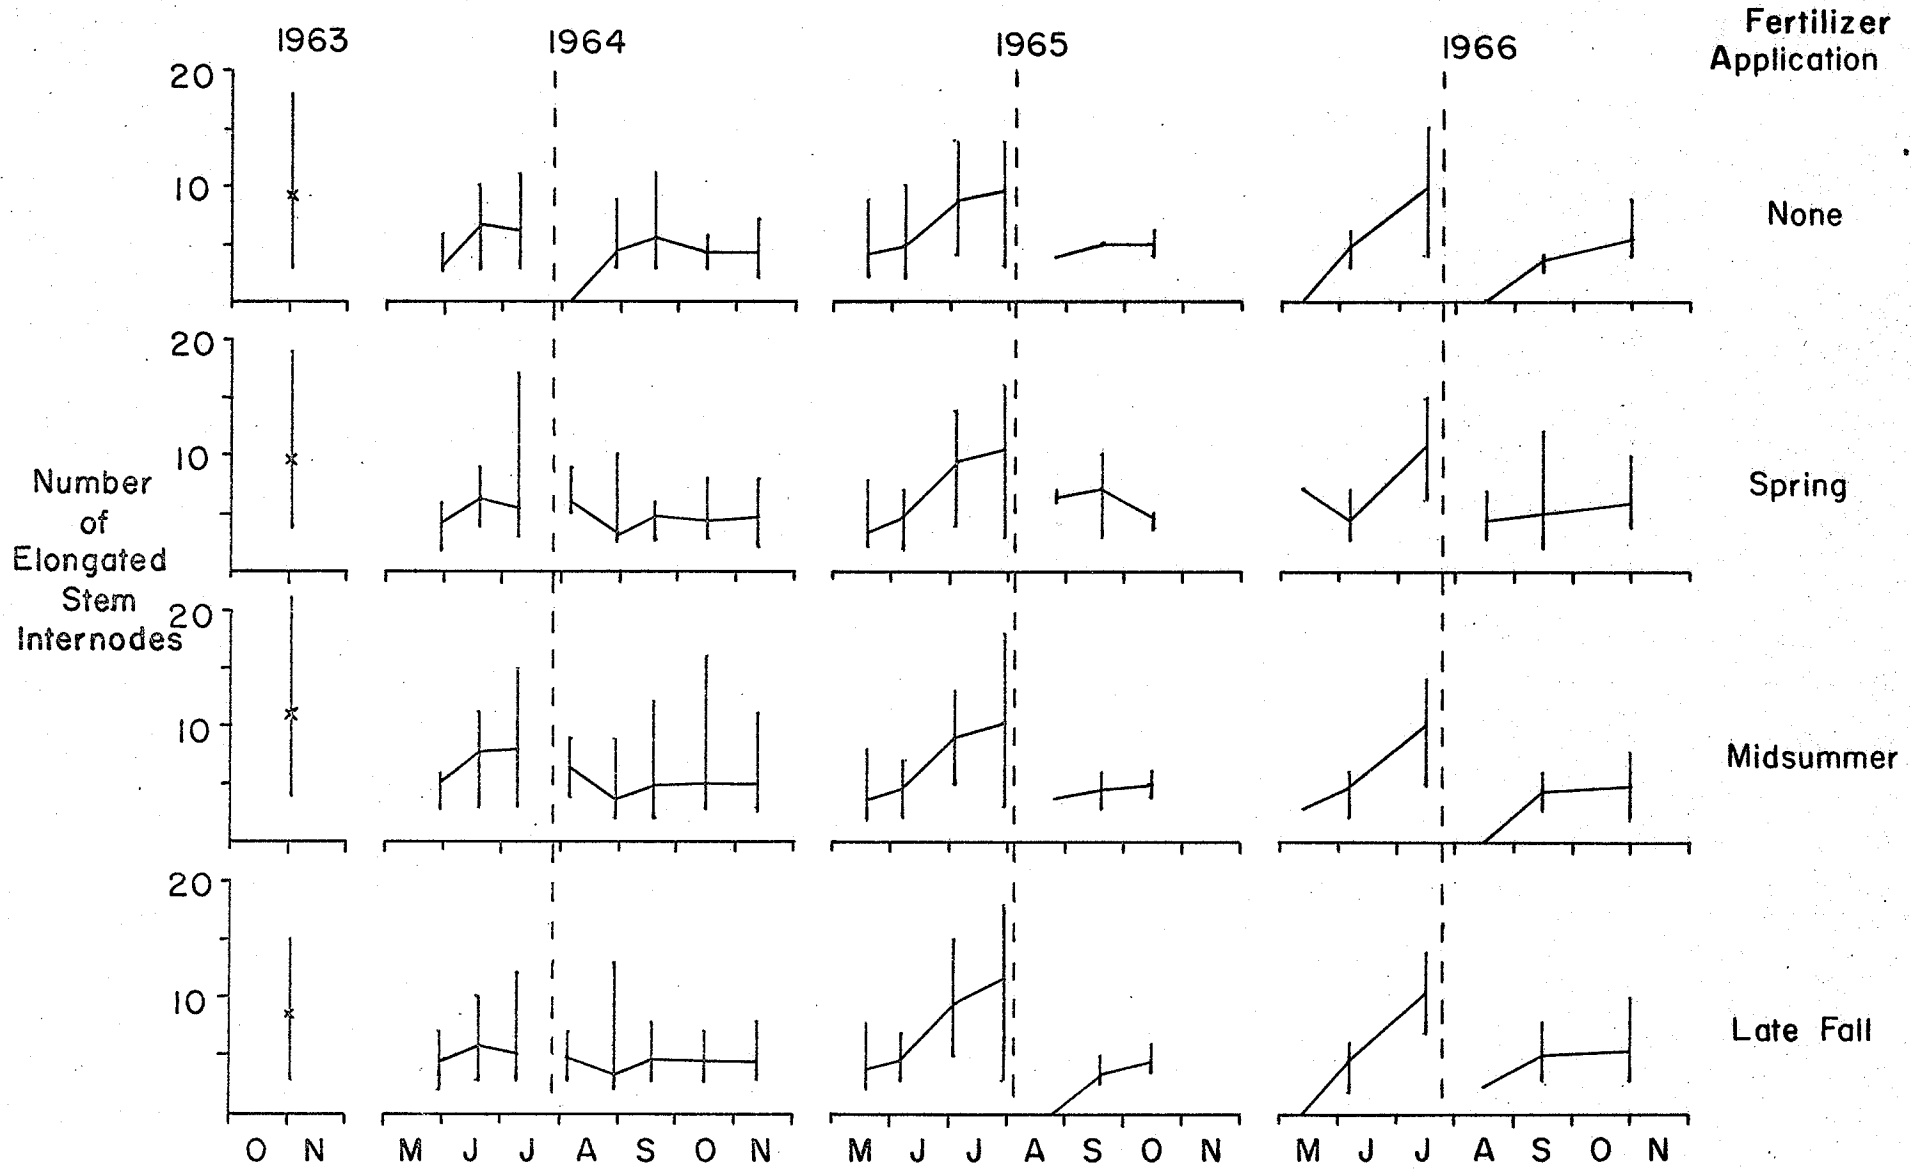 1963
1964
1965
1966
Fertilizer
Application
20
10
None
20
10
Spring
Number
of
Elongated
Stem
Internodes
20
10
Midsummer
20
10
Late Fall
O N M J J A S O N M J J A S O N M J J A S O N